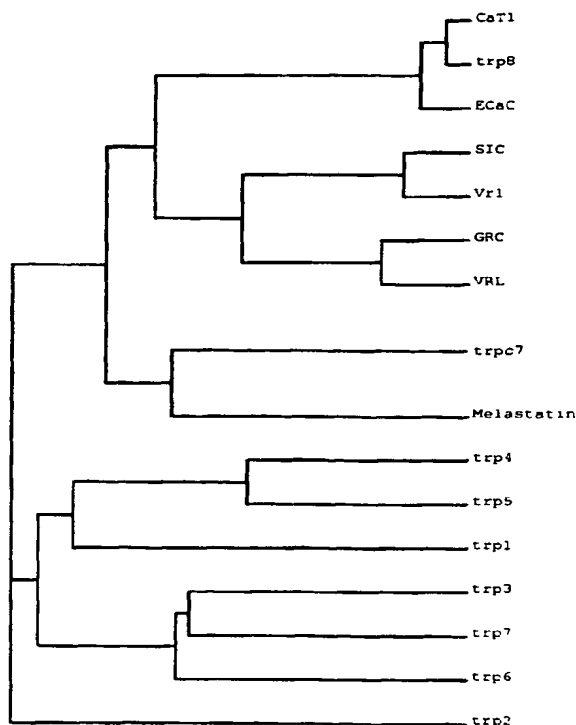 CaT1
trp8
ECaC
SIC
Vr1
GRC
VRL
trpc7
Melastatin
trp4
trp5
trp1
trp3
trp7
trp6
trp2